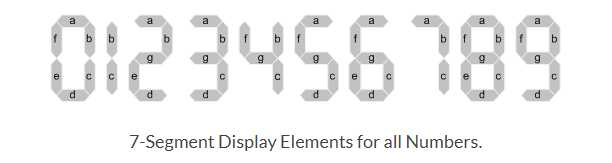 a a a a a a a a
f b b b b f b f f b f b f b
g g g g g g g
e c c e c c c e c c e c c
d d d d d d d
7-Segment Display Elements for all Numbers.